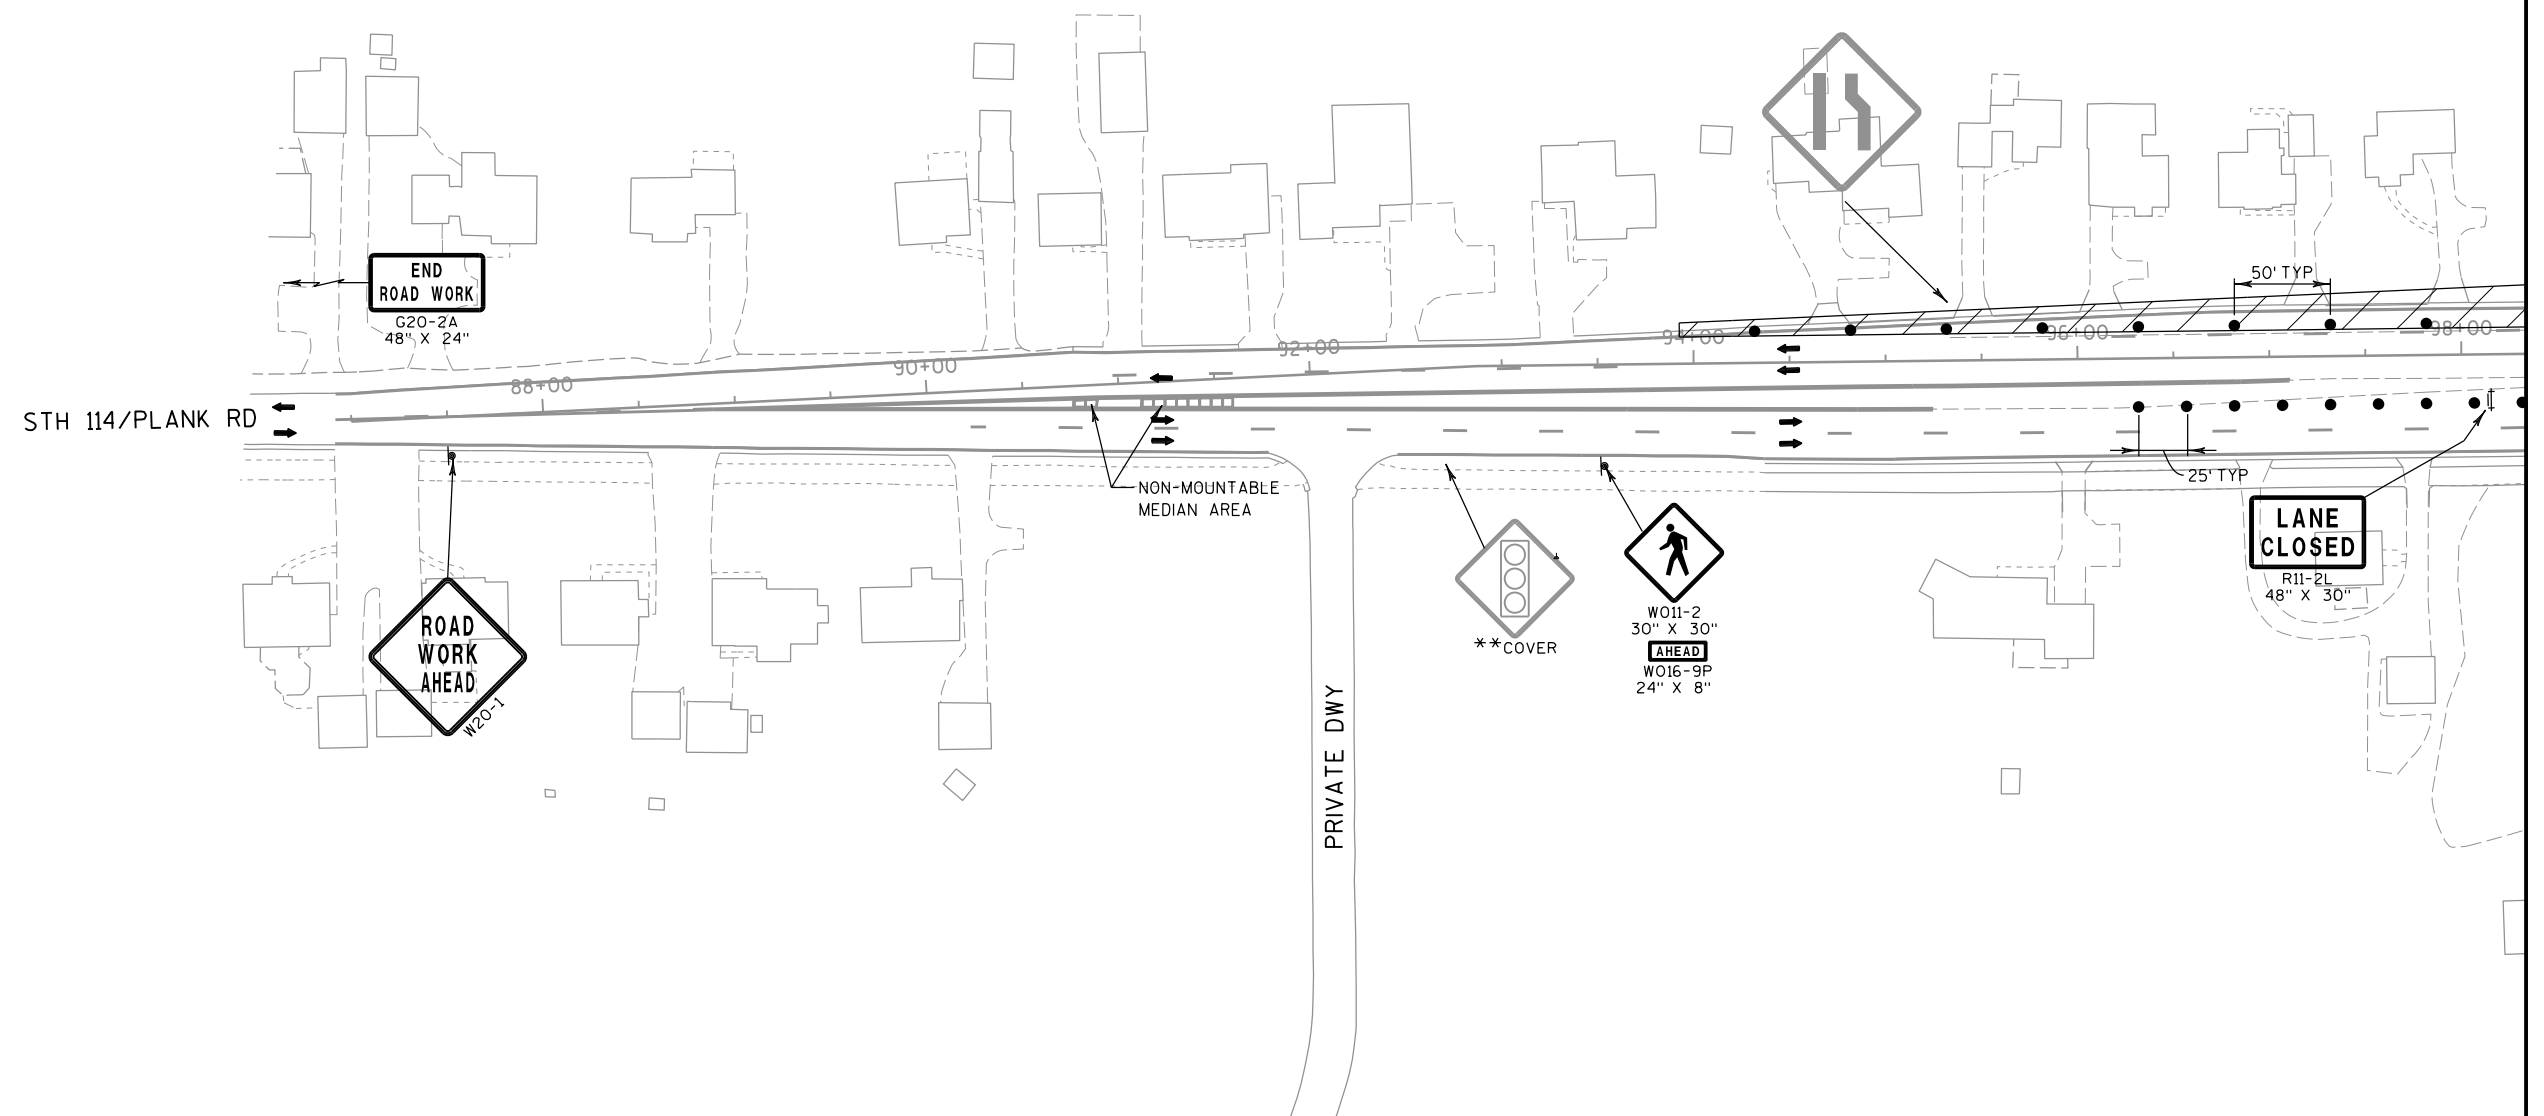 END
ROAD WORK
G20-2A
48" X 24"
50' TYP
88+00
90+00
92+00
94+00
96+00
98+00
STH 114/PLANK RD
NON-MOUNTABLE
MEDIAN AREA
25' TYP
LANE
CLOSED
R11-2L
48" X 30"
ROAD
WORK
AHEAD
W20-1
**COVER
WO11-2
30" X 30"
AHEAD
WO16-9P
24" X 8"
PRIVATE DWY